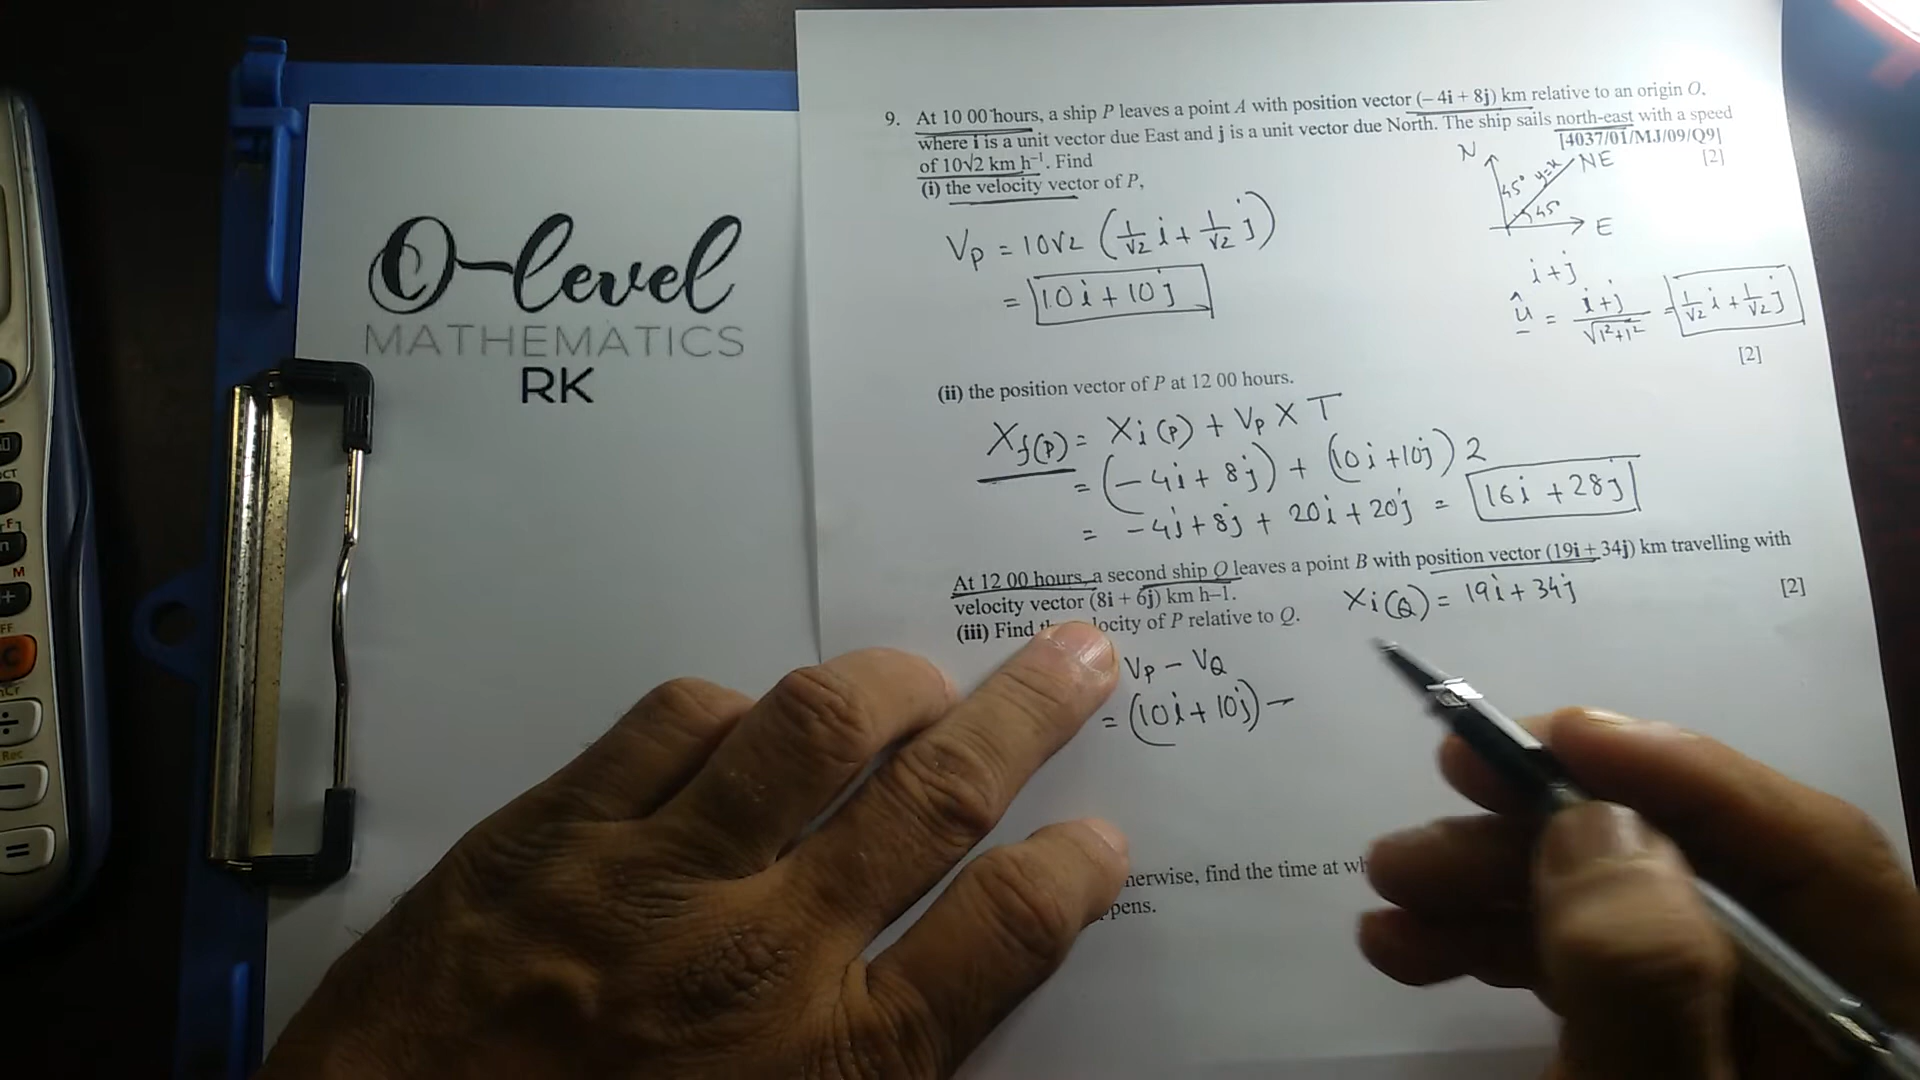 O-level
MATHEMATICS
RK
9. At 10 00 hours, a ship P leaves a point A with position vector (– 4i + 8j) km relative to an origin O,
where i is a unit vector due East and j is a unit vector due North. The ship sails north-east with a speed
of 10√2 km h⁻¹. Find
[4037/01/MJ/09/Q9]
(i) the velocity vector of P,
[2]
N
NE
45°
y=x
45°
E
Vp = 10√2 (1/√2 i + 1/√2 j)
= 10i + 10j
i + j
û = i+j/√1²+1² = 1/√2 i + 1/√2 j
[2]
(ii) the position vector of P at 12 00 hours.
Xf(P) = Xi(P) + Vp X T
= (– 4i + 8j) + (10i + 10j) 2
= – 4i + 8j + 20i + 20j = 16i + 28j
At 12 00 hours, a second ship Q leaves a point B with position vector (19i + 34j) km travelling with
velocity vector (8i + 6j) km h–1.
Xi(Q) = 19i + 34j
[2]
(iii) Find locity of P relative to Q.
Vp – VQ
= (10i + 10j) –
herwise, find the time at wh
pens.